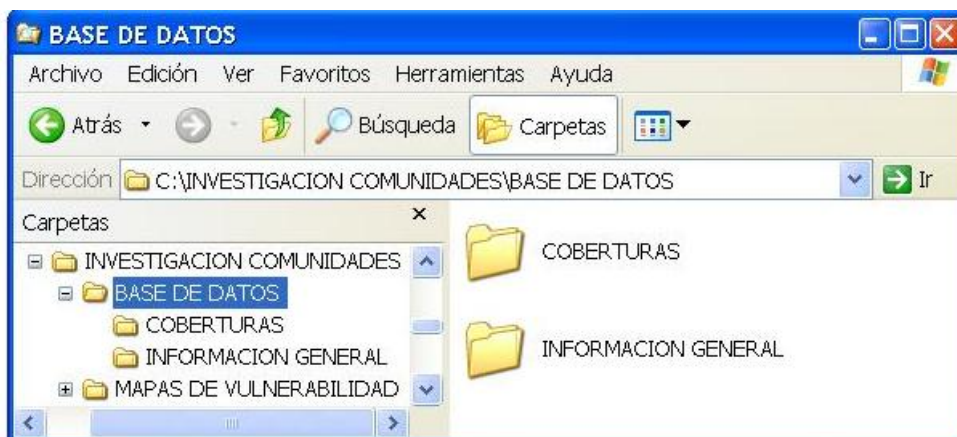 BASE DE DATOS
Archivo Edición Ver Favoritos Herramientas Ayuda
Atrás Búsqueda Carpetas
Dirección C:\INVESTIGACION COMUNIDADES\BASE DE DATOS Ir
Carpetas
INVESTIGACION COMUNIDADES
BASE DE DATOS
COBERTURAS
INFORMACION GENERAL
MAPAS DE VULNERABILIDAD
COBERTURAS
INFORMACION GENERAL